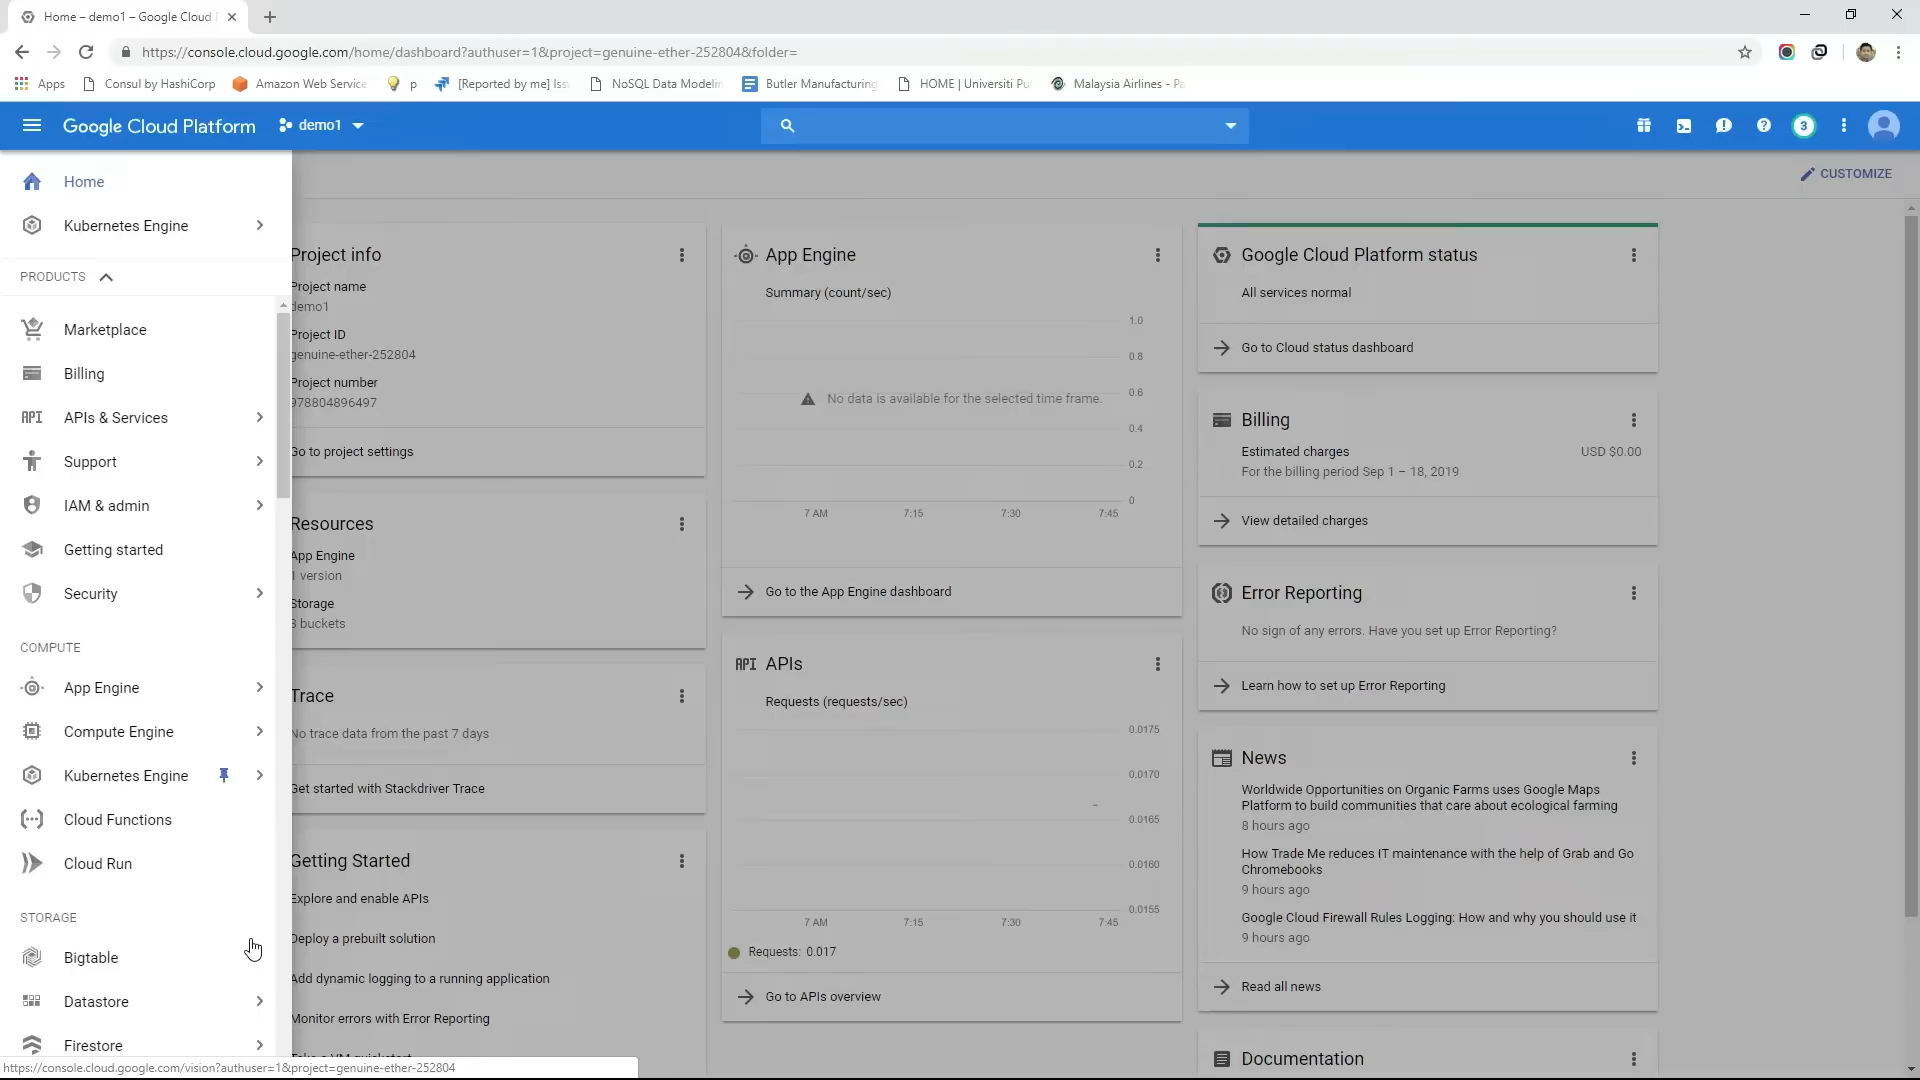 Home – demo1 – Google Cloud
https://console.cloud.google.com/home/dashboard?authuser=1&project=genuine-ether-252804&folder=
Apps
Consul by HashiCorp
Amazon Web Service
p
[Reported by me] Iss
NoSQL Data Modelin
Butler Manufacturing
HOME | Universiti Pu
Malaysia Airlines - Pa
Google Cloud Platform
demo1
3
Home
Kubernetes Engine
PRODUCTS
Marketplace
Billing
API
APIs & Services
Support
IAM & admin
Getting started
Security
COMPUTE
App Engine
Compute Engine
Kubernetes Engine
Cloud Functions
Cloud Run
STORAGE
Bigtable
Datastore
Firestore
https://console.cloud.google.com/vision?authuser=1&project=genuine-ether-252804
CUSTOMIZE
Project info
Project name
demo1
Project ID
genuine-ether-252804
Project number
978804896497
Go to project settings
Resources
App Engine
1 version
Storage
3 buckets
Trace
No trace data from the past 7 days
Get started with Stackdriver Trace
Getting Started
Explore and enable APIs
Deploy a prebuilt solution
Add dynamic logging to a running application
Monitor errors with Error Reporting
App Engine
Summary (count/sec)
1.0
0.8
No data is available for the selected time frame.
0.6
0.4
0.2
0
7 AM
7:15
7:30
7:45
Go to the App Engine dashboard
API
APIs
Requests (requests/sec)
0.0175
0.0170
0.0165
0.0160
0.0155
7 AM
7:15
7:30
7:45
Requests: 0.017
Go to APIs overview
Google Cloud Platform status
All services normal
Go to Cloud status dashboard
Billing
Estimated charges
USD $0.00
For the billing period Sep 1 – 18, 2019
View detailed charges
Error Reporting
No sign of any errors. Have you set up Error Reporting?
Learn how to set up Error Reporting
News
Worldwide Opportunities on Organic Farms uses Google Maps
Platform to build communities that care about ecological farming
8 hours ago
How Trade Me reduces IT maintenance with the help of Grab and Go
Chromebooks
9 hours ago
Google Cloud Firewall Rules Logging: How and why you should use it
9 hours ago
Read all news
Documentation